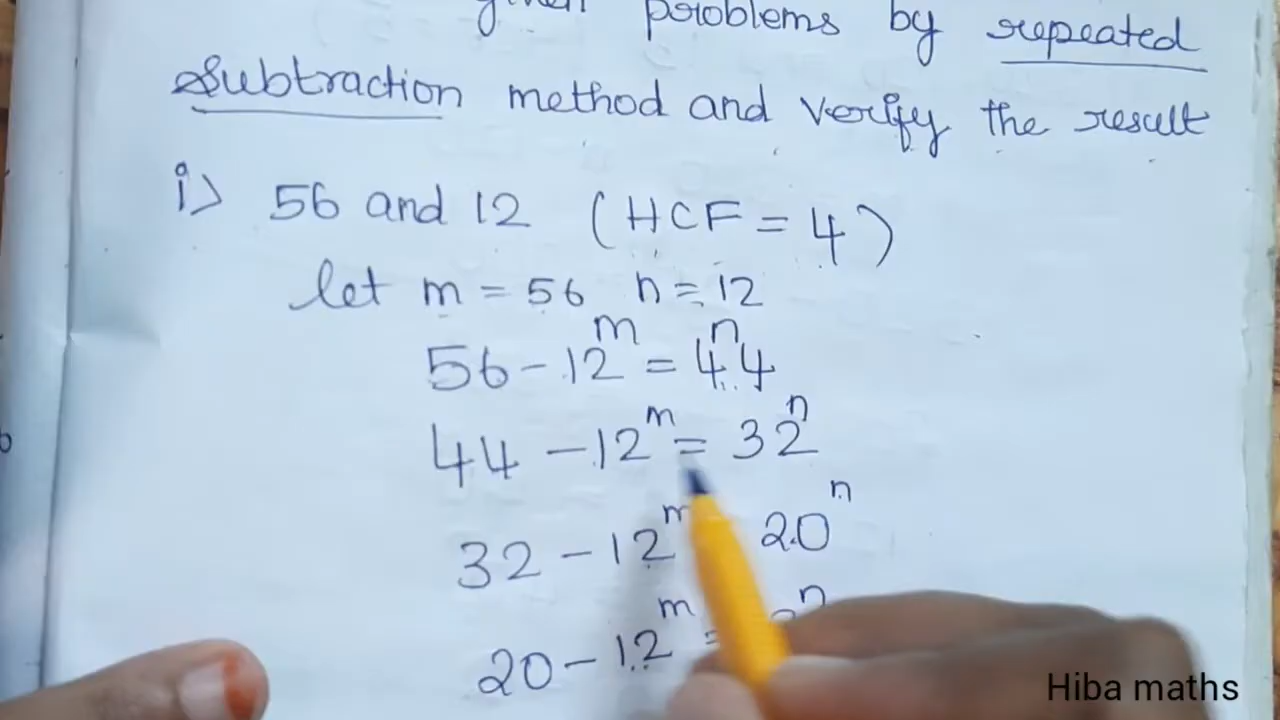 given problems by repeated
Subtraction method and verify the result
i) 56 and 12 (HCF = 4)
let m = 56 n = 12
m n
56 - 12 = 44
m n
44 - 12 = 32
m n
32 - 12 20
m n
20 - 12 =
Hiba maths